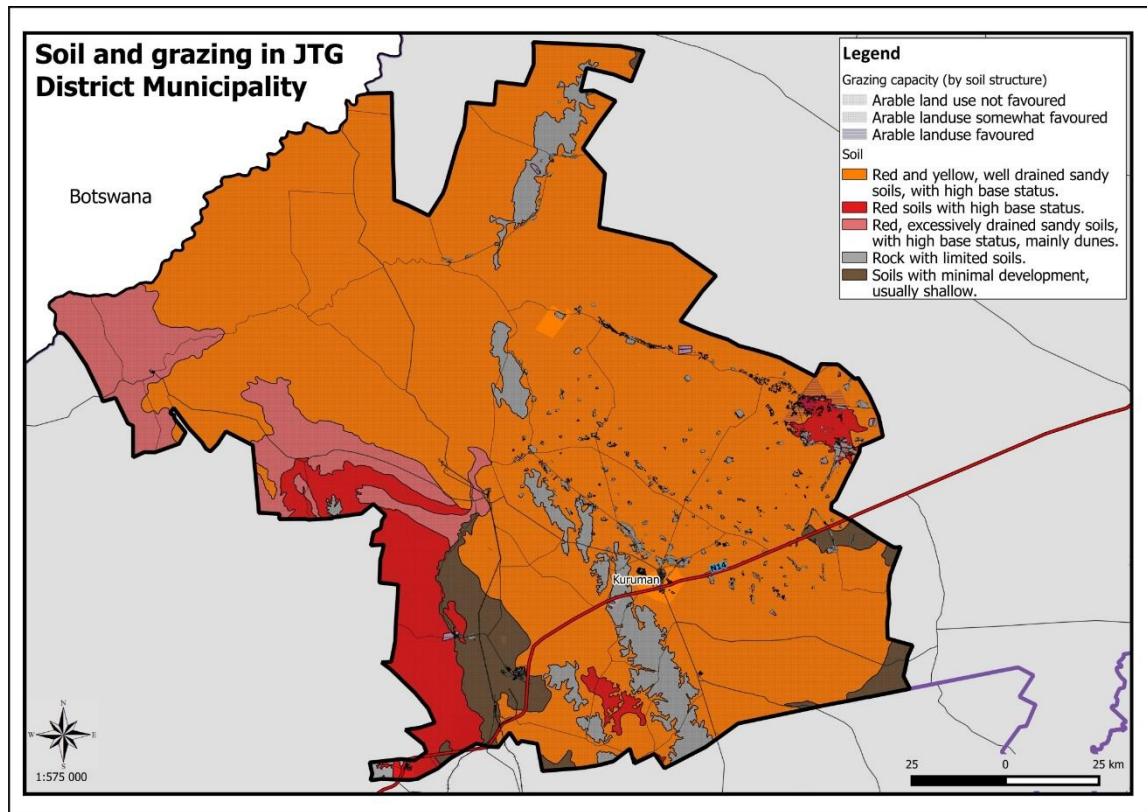 Soil and grazing in JTG
District Municipality
Botswana
Legend
Grazing capacity (by soil structure)
Arable land use not favoured
Arable landuse somewhat favoured
Arable landuse favoured
Soil
Red and yellow, well drained sandy
soils, with high base status.
Red soils with high base status.
Red, excessively drained sandy soils,
with high base status, mainly dunes.
Rock with limited soils.
Soils with minimal development,
usually shallow.
N14
Kuruman
N
W E
S
1:575 000
25 0 25 km